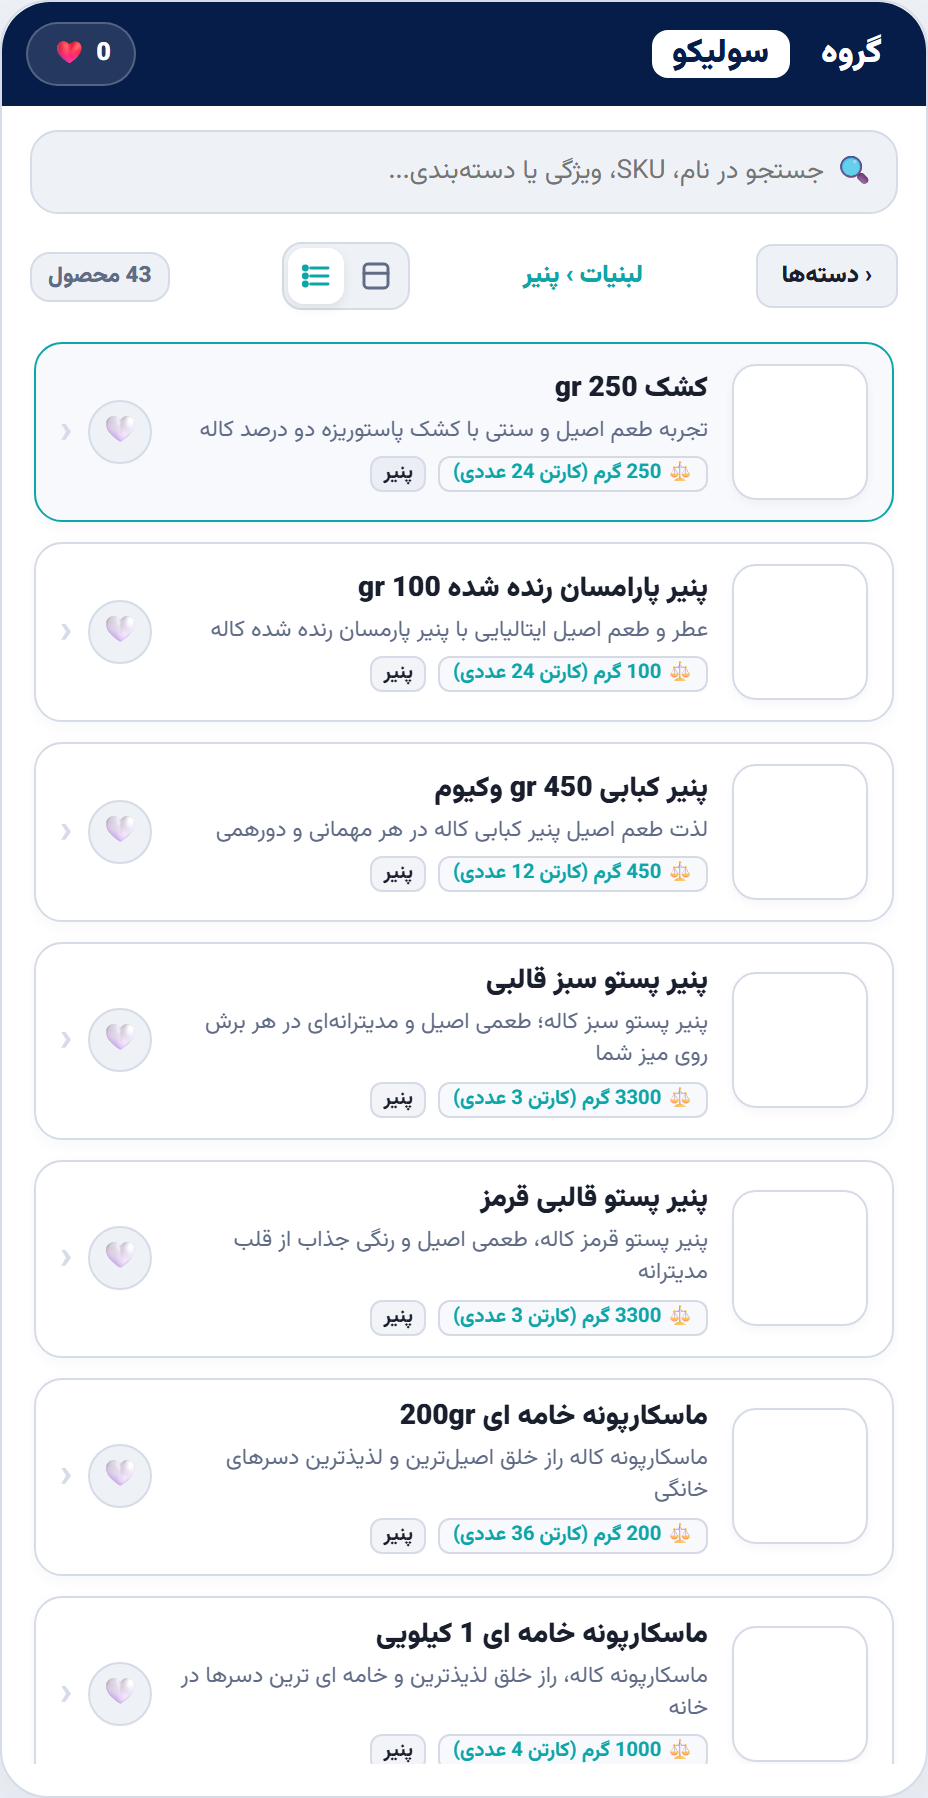 گروه سولیکو
0
جستجو در نام، SKU، ویژگی یا دسته‌بندی...
‹ دسته‌ها
لبنیات › پنیر
43 محصول
کشک 250 gr
تجربه طعم اصیل و سنتی با کشک پاستوریزه دو درصد کاله
250 گرم (کارتن 24 عددی)
پنیر
پنیر پارامسان رنده شده 100 gr
عطر و طعم اصیل ایتالیایی با پنیر پارمسان رنده شده کاله
100 گرم (کارتن 24 عددی)
پنیر
پنیر کبابی 450 gr وکیوم
لذت طعم اصیل پنیر کبابی کاله در هر مهمانی و دورهمی
450 گرم (کارتن 12 عددی)
پنیر
پنیر پستو سبز قالبی
پنیر پستو سبز کاله؛ طعمی اصیل و مدیترانه‌ای در هر برش
روی میز شما
3300 گرم (کارتن 3 عددی)
پنیر
پنیر پستو قالبی قرمز
پنیر پستو قرمز کاله، طعمی اصیل و رنگی جذاب از قلب
مدیترانه
3300 گرم (کارتن 3 عددی)
پنیر
ماسکارپونه خامه ای 200gr
ماسکارپونه کاله راز خلق اصیل‌ترین و لذیذترین دسرهای
خانگی
200 گرم (کارتن 36 عددی)
پنیر
ماسکارپونه خامه ای 1 کیلویی
ماسکارپونه کاله، راز خلق لذیذترین و خامه ای ترین دسرها در
خانه
1000 گرم (کارتن 4 عددی)
پنیر